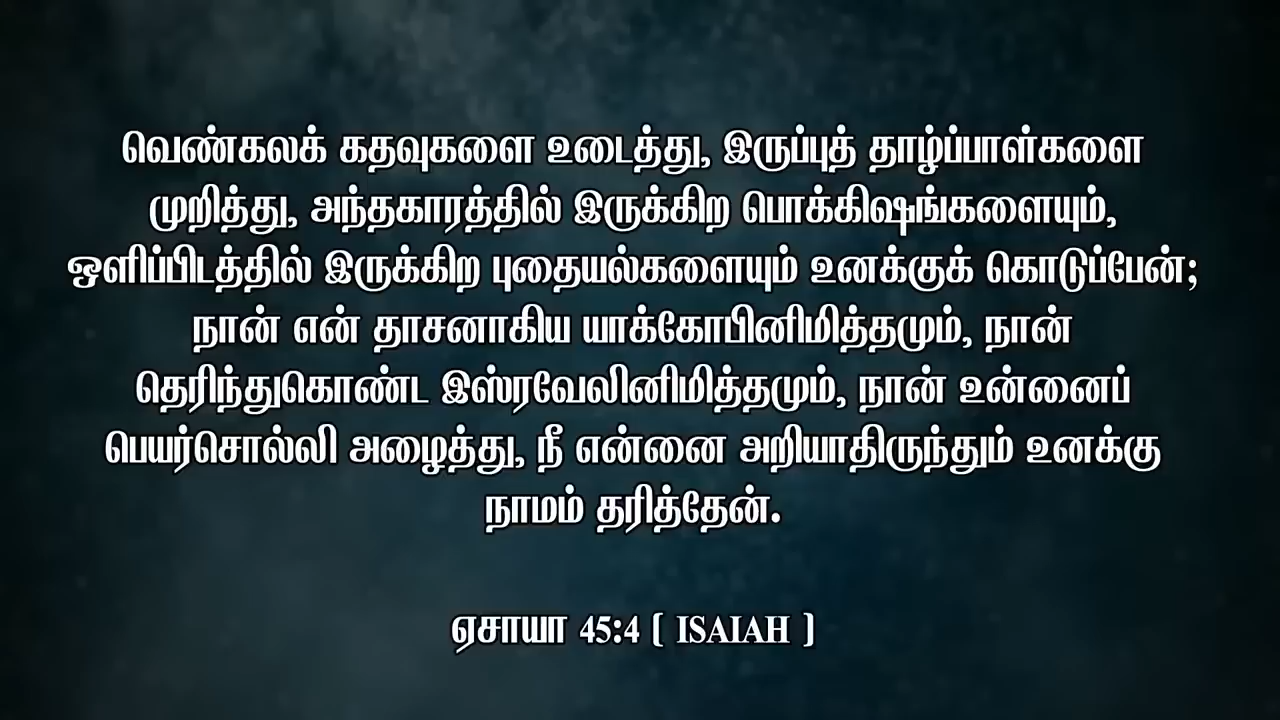 வெண்கலக் கதவுகளை உடைத்து, இருப்புத் தாழ்ப்பாள்களை
முறித்து, அந்தகாரத்தில் இருக்கிற பொக்கிஷங்களையும்,
ஒளிப்பிடத்தில் இருக்கிற புதையல்களையும் உனக்குக் கொடுப்பேன்;
நான் என் தாசனாகிய யாக்கோபினிமித்தமும், நான்
தெரிந்துகொண்ட இஸ்ரவேலினிமித்தமும், நான் உன்னைப்
பெயர்சொல்லி அழைத்து, நீ என்னை அறியாதிருந்தும் உனக்கு
நாமம் தரித்தேன்.
ஏசாயா 45:4 ( ISAIAH )